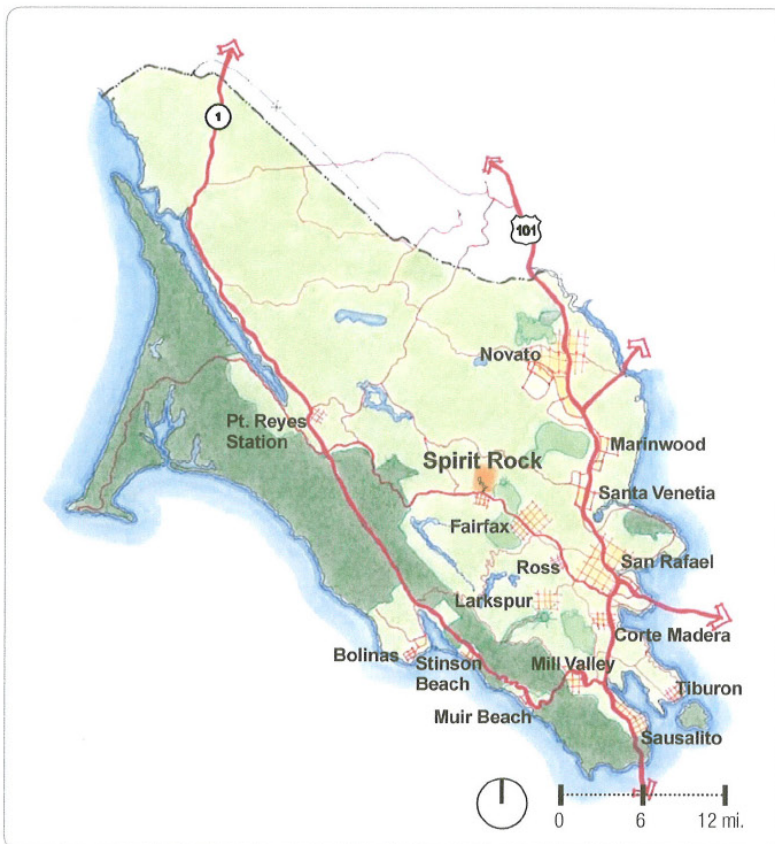 1
101
Novato
Pt. Reyes
Station
Marinwood
Spirit Rock
Santa Venetia
Fairfax
Ross
San Rafael
Larkspur
Corte Madera
Bolinas
Stinson
Beach
Mill Valley
Tiburon
Muir Beach
Sausalito
0 6 12 mi.